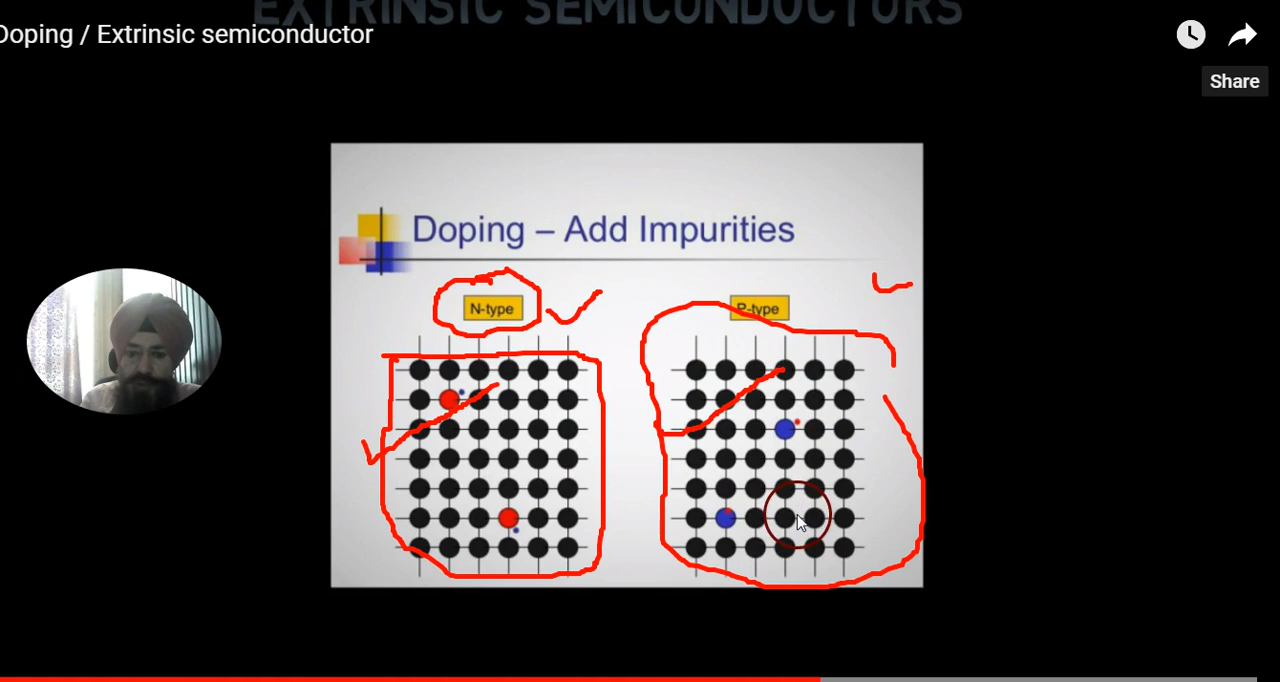 EXTRINSIC SEMICONDUCTORS
Doping / Extrinsic semiconductor
Share
Doping – Add Impurities
N-type
P-type